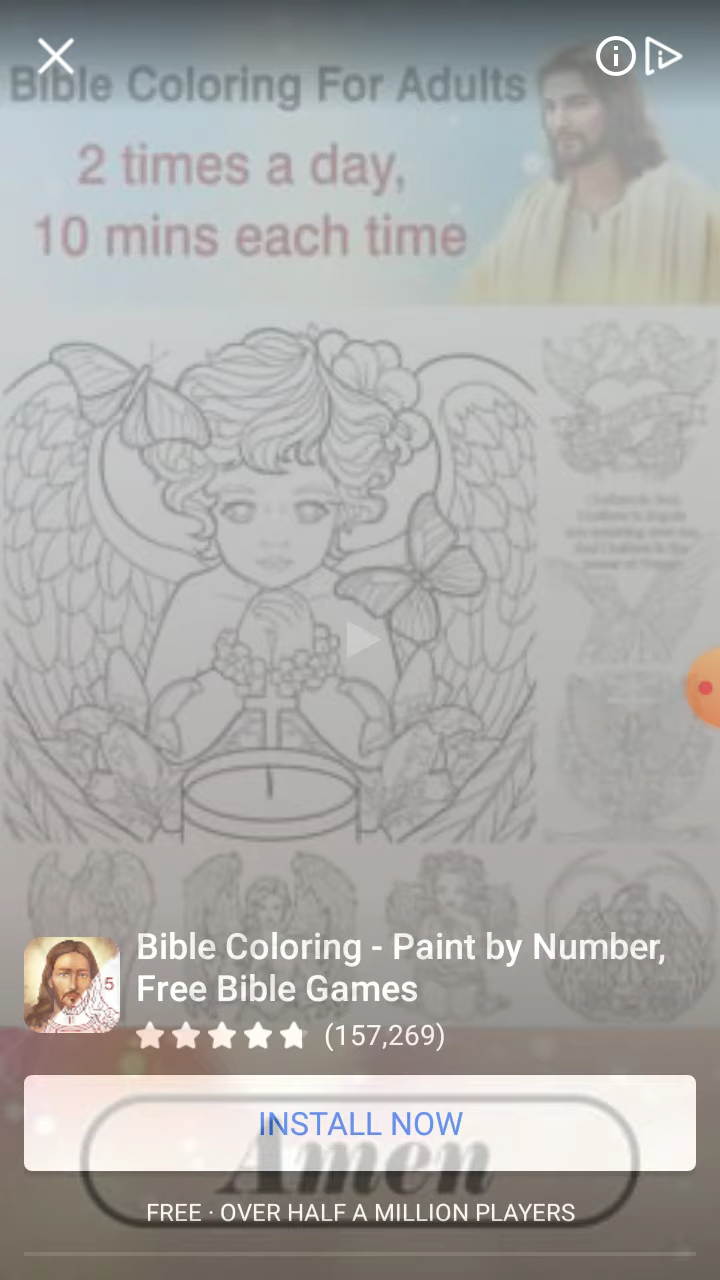 Bible Coloring For Adults
2 times a day,
10 mins each time
5
Bible Coloring - Paint by Number,
Free Bible Games
(157,269)
INSTALL NOW
Amen
FREE · OVER HALF A MILLION PLAYERS